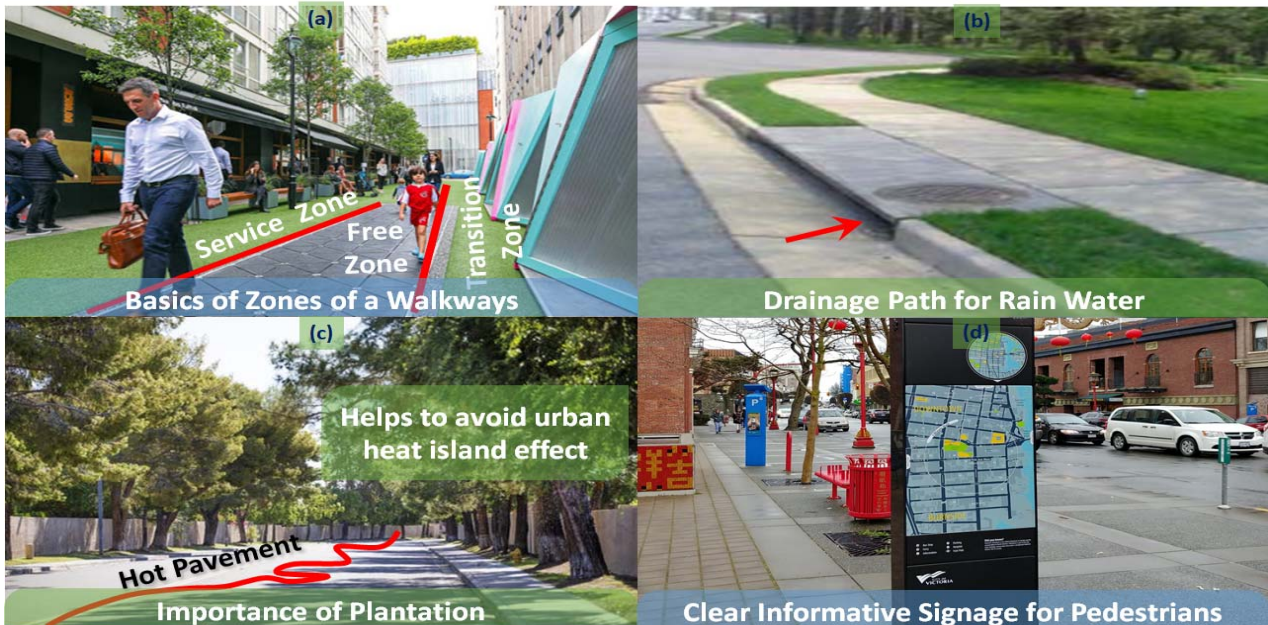 (a)
Service Zone
Free
Zone
Transition
Zone
Basics of Zones of a Walkways
(b)
Drainage Path for Rain Water
(c)
Helps to avoid urban
heat island effect
Hot Pavement
Importance of Plantation
(d)
P
VICTORIA
Clear Informative Signage for Pedestrians